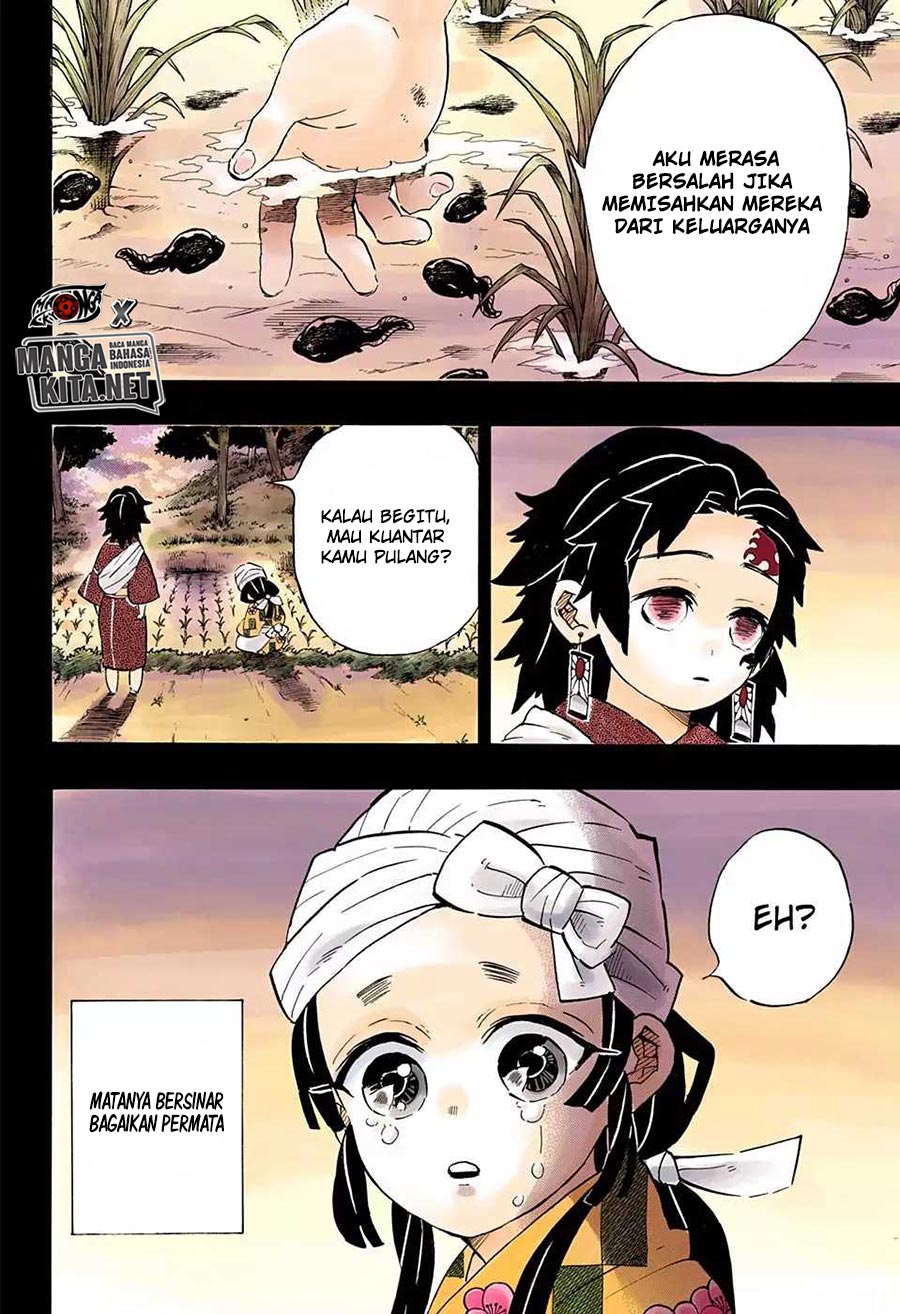 AKU MERASA
BERSALAH JIKA
MEMISAHKAN MEREKA
DARI KELUARGANYA
X
MANGA
KITA.NET
BACA MANGA
BAHASA
INDONESIA
KALAU BEGITU,
MAU KUANTAR
KAMU PULANG?
EH?
MATANYA BERSINAR
BAGAIKAN PERMATA